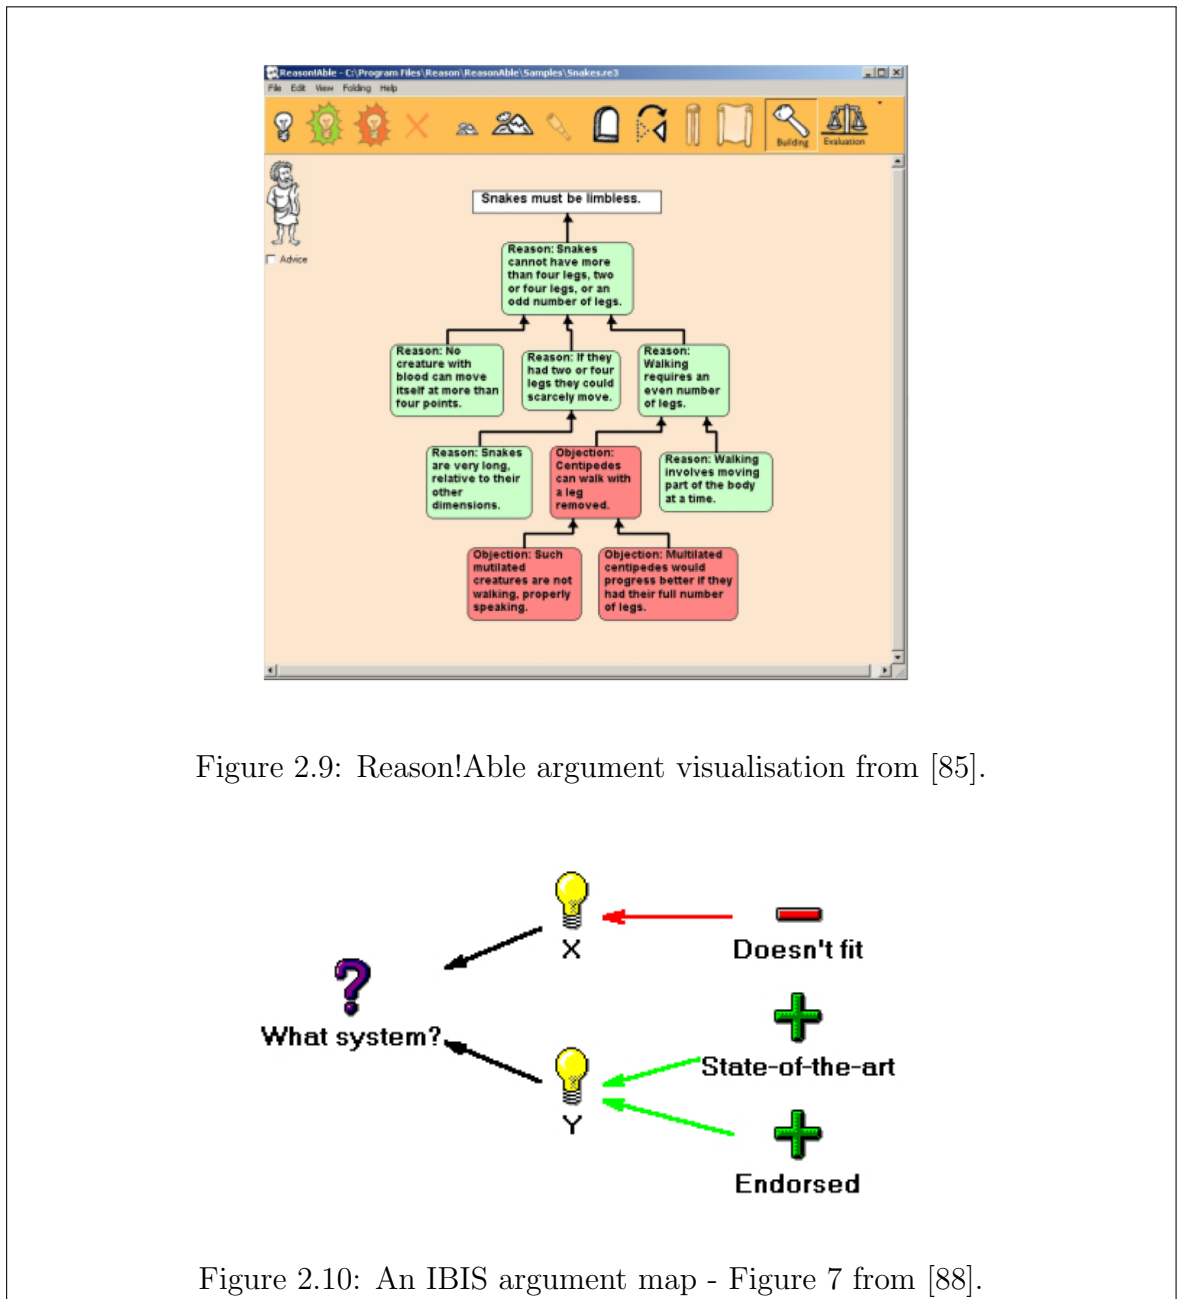 Reason!Able - C:\Program Files\Reason\ReasonAble\Samples\Snakes.re3
File Edit View Folding Help
Building
Evaluation
Advice
Snakes must be limbless.
Reason: Snakes
cannot have more
than four legs, two
or four legs, or an
odd number of legs.
Reason: No
creature with
blood can move
itself at more than
four points.
Reason: If they
had two or four
legs they could
scarcely move.
Reason:
Walking
requires an
even number
of legs.
Reason: Snakes
are very long,
relative to their
other
dimensions.
Objection:
Centipedes
can walk with
a leg
removed.
Reason: Walking
involves moving
part of the body
at a time.
Objection: Such
mutilated
creatures are not
walking, properly
speaking.
Objection: Multilated
centipedes would
progress better if they
had their full number
of legs.
Figure 2.9: Reason!Able argument visualisation from [85].
X
Doesn't fit
What system?
State-of-the-art
Y
Endorsed
Figure 2.10: An IBIS argument map - Figure 7 from [88].